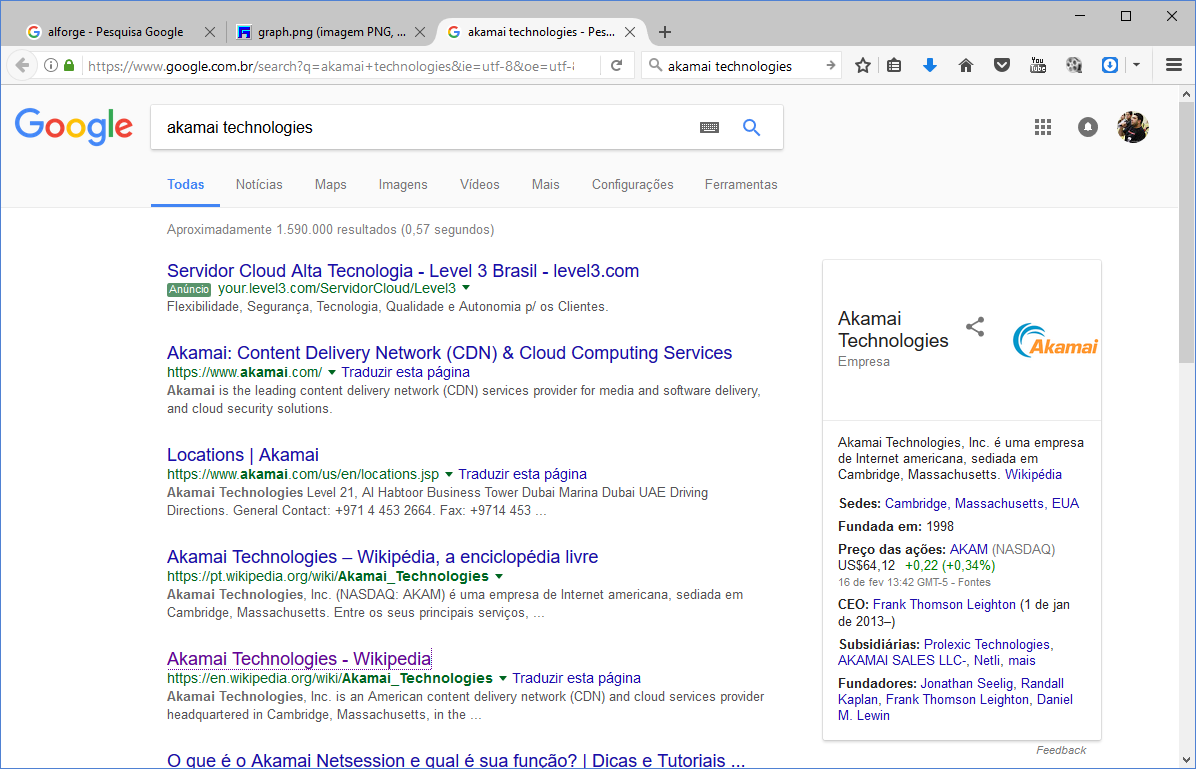 alforge - Pesquisa Google
graph.png (imagem PNG, ...
akamai technologies - Pes...
https://www.google.com.br/search?q=akamai+technologies&ie=utf-8&oe=utf-8
akamai technologies
You
Tube
Google
akamai technologies
Todas
Notícias
Maps
Imagens
Vídeos
Mais
Configurações
Ferramentas
Aproximadamente 1.590.000 resultados (0,57 segundos)
Servidor Cloud Alta Tecnologia - Level 3 Brasil - level3.com
Anúncio your.level3.com/ServidorCloud/Level3
Flexibilidade, Segurança, Tecnologia, Qualidade e Autonomia p/ os Clientes.
Akamai: Content Delivery Network (CDN) & Cloud Computing Services
https://www.akamai.com/ Traduzir esta página
Akamai is the leading content delivery network (CDN) services provider for media and software delivery,
and cloud security solutions.
Locations | Akamai
https://www.akamai.com/us/en/locations.jsp Traduzir esta página
Akamai Technologies Level 21, Al Habtoor Business Tower Dubai Marina Dubai UAE Driving
Directions. General Contact: +971 4 453 2664. Fax: +9714 453 ...
Akamai Technologies – Wikipédia, a enciclopédia livre
https://pt.wikipedia.org/wiki/Akamai_Technologies
Akamai Technologies, Inc. (NASDAQ: AKAM) é uma empresa de Internet americana, sediada em
Cambridge, Massachusetts. Entre os seus principais serviços, ...
Akamai Technologies - Wikipedia
https://en.wikipedia.org/wiki/Akamai_Technologies Traduzir esta página
Akamai Technologies, Inc. is an American content delivery network (CDN) and cloud services provider
headquartered in Cambridge, Massachusetts, in the ...
O que é o Akamai Netsession e qual é sua função? | Dicas e Tutoriais ...
Akamai
Technologies
Empresa
Akamai
Akamai Technologies, Inc. é uma empresa
de Internet americana, sediada em
Cambridge, Massachusetts. Wikipédia
Sedes: Cambridge, Massachusetts, EUA
Fundada em: 1998
Preço das ações: AKAM (NASDAQ)
US$64,12 +0,22 (+0,34%)
16 de fev 13:42 GMT-5 - Fontes
CEO: Frank Thomson Leighton (1 de jan
de 2013–)
Subsidiárias: Prolexic Technologies,
AKAMAI SALES LLC-, Netli, mais
Fundadores: Jonathan Seelig, Randall
Kaplan, Frank Thomson Leighton, Daniel
M. Lewin
Feedback